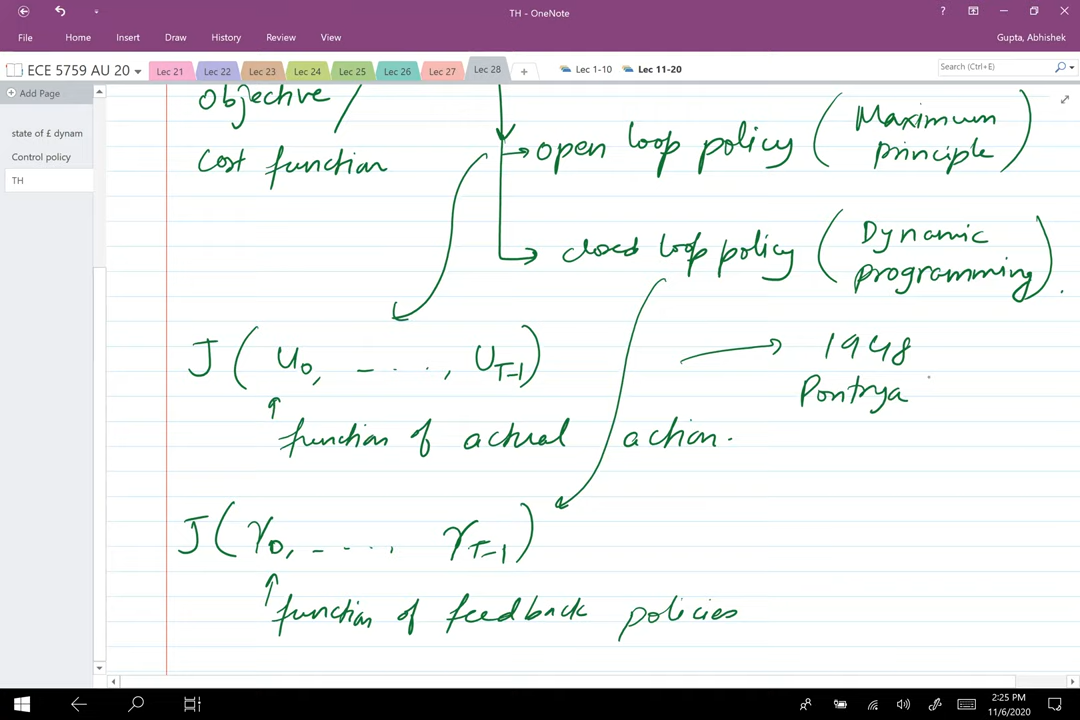 TH - OneNote
?
Gupta, Abhishek
File Home Insert Draw History Review View
ECE 5759 AU 20
Lec 21 Lec 22 Lec 23 Lec 24 Lec 25 Lec 26 Lec 27 Lec 28 + Lec 1-10 Lec 11-20
Search (Ctrl+E)
Add Page
state of £ dynam
Control policy
TH
Objective /
Cost function
open loop policy (Maximum principle)
closed loop policy (Dynamic programming).
J ( u0, - ... , uT-1)
1948
Pontrya
function of actual action.
J ( γ0, - ... . γT-1)
function of feedback policies
2:25 PM
11/6/2020